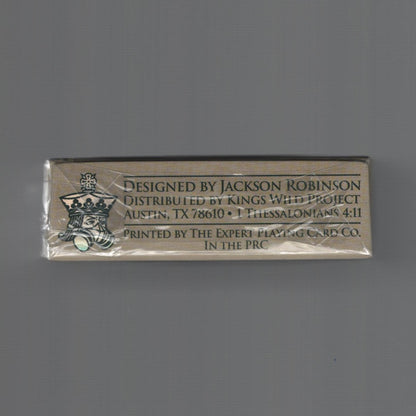 Designed by Jackson Robinson
Distributed by Kings Wild Project
Austin, TX 78610 • 1 Thessalonians 4:11
Printed by The Expert Playing Card Co.
In the PRC